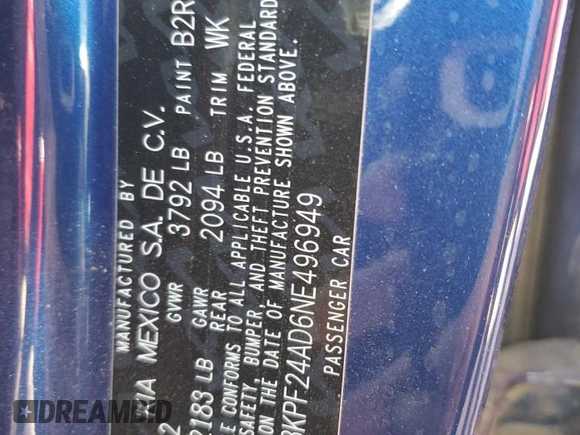 MANUFACTURED BY
KIA MEXICO S.A. DE C.V.
GVWR 3792 LB PAINT B2R
2183 LB GAWR REAR 2094 LB TRIM WK
CONFORMS TO ALL APPLICABLE U.S.A. FEDERAL
SAFETY, BUMPER AND THEFT PREVENTION STANDARD
ON THE DATE OF MANUFACTURE SHOWN ABOVE.
3KPF24AD6NE496949
PASSENGER CAR
DREAMBID